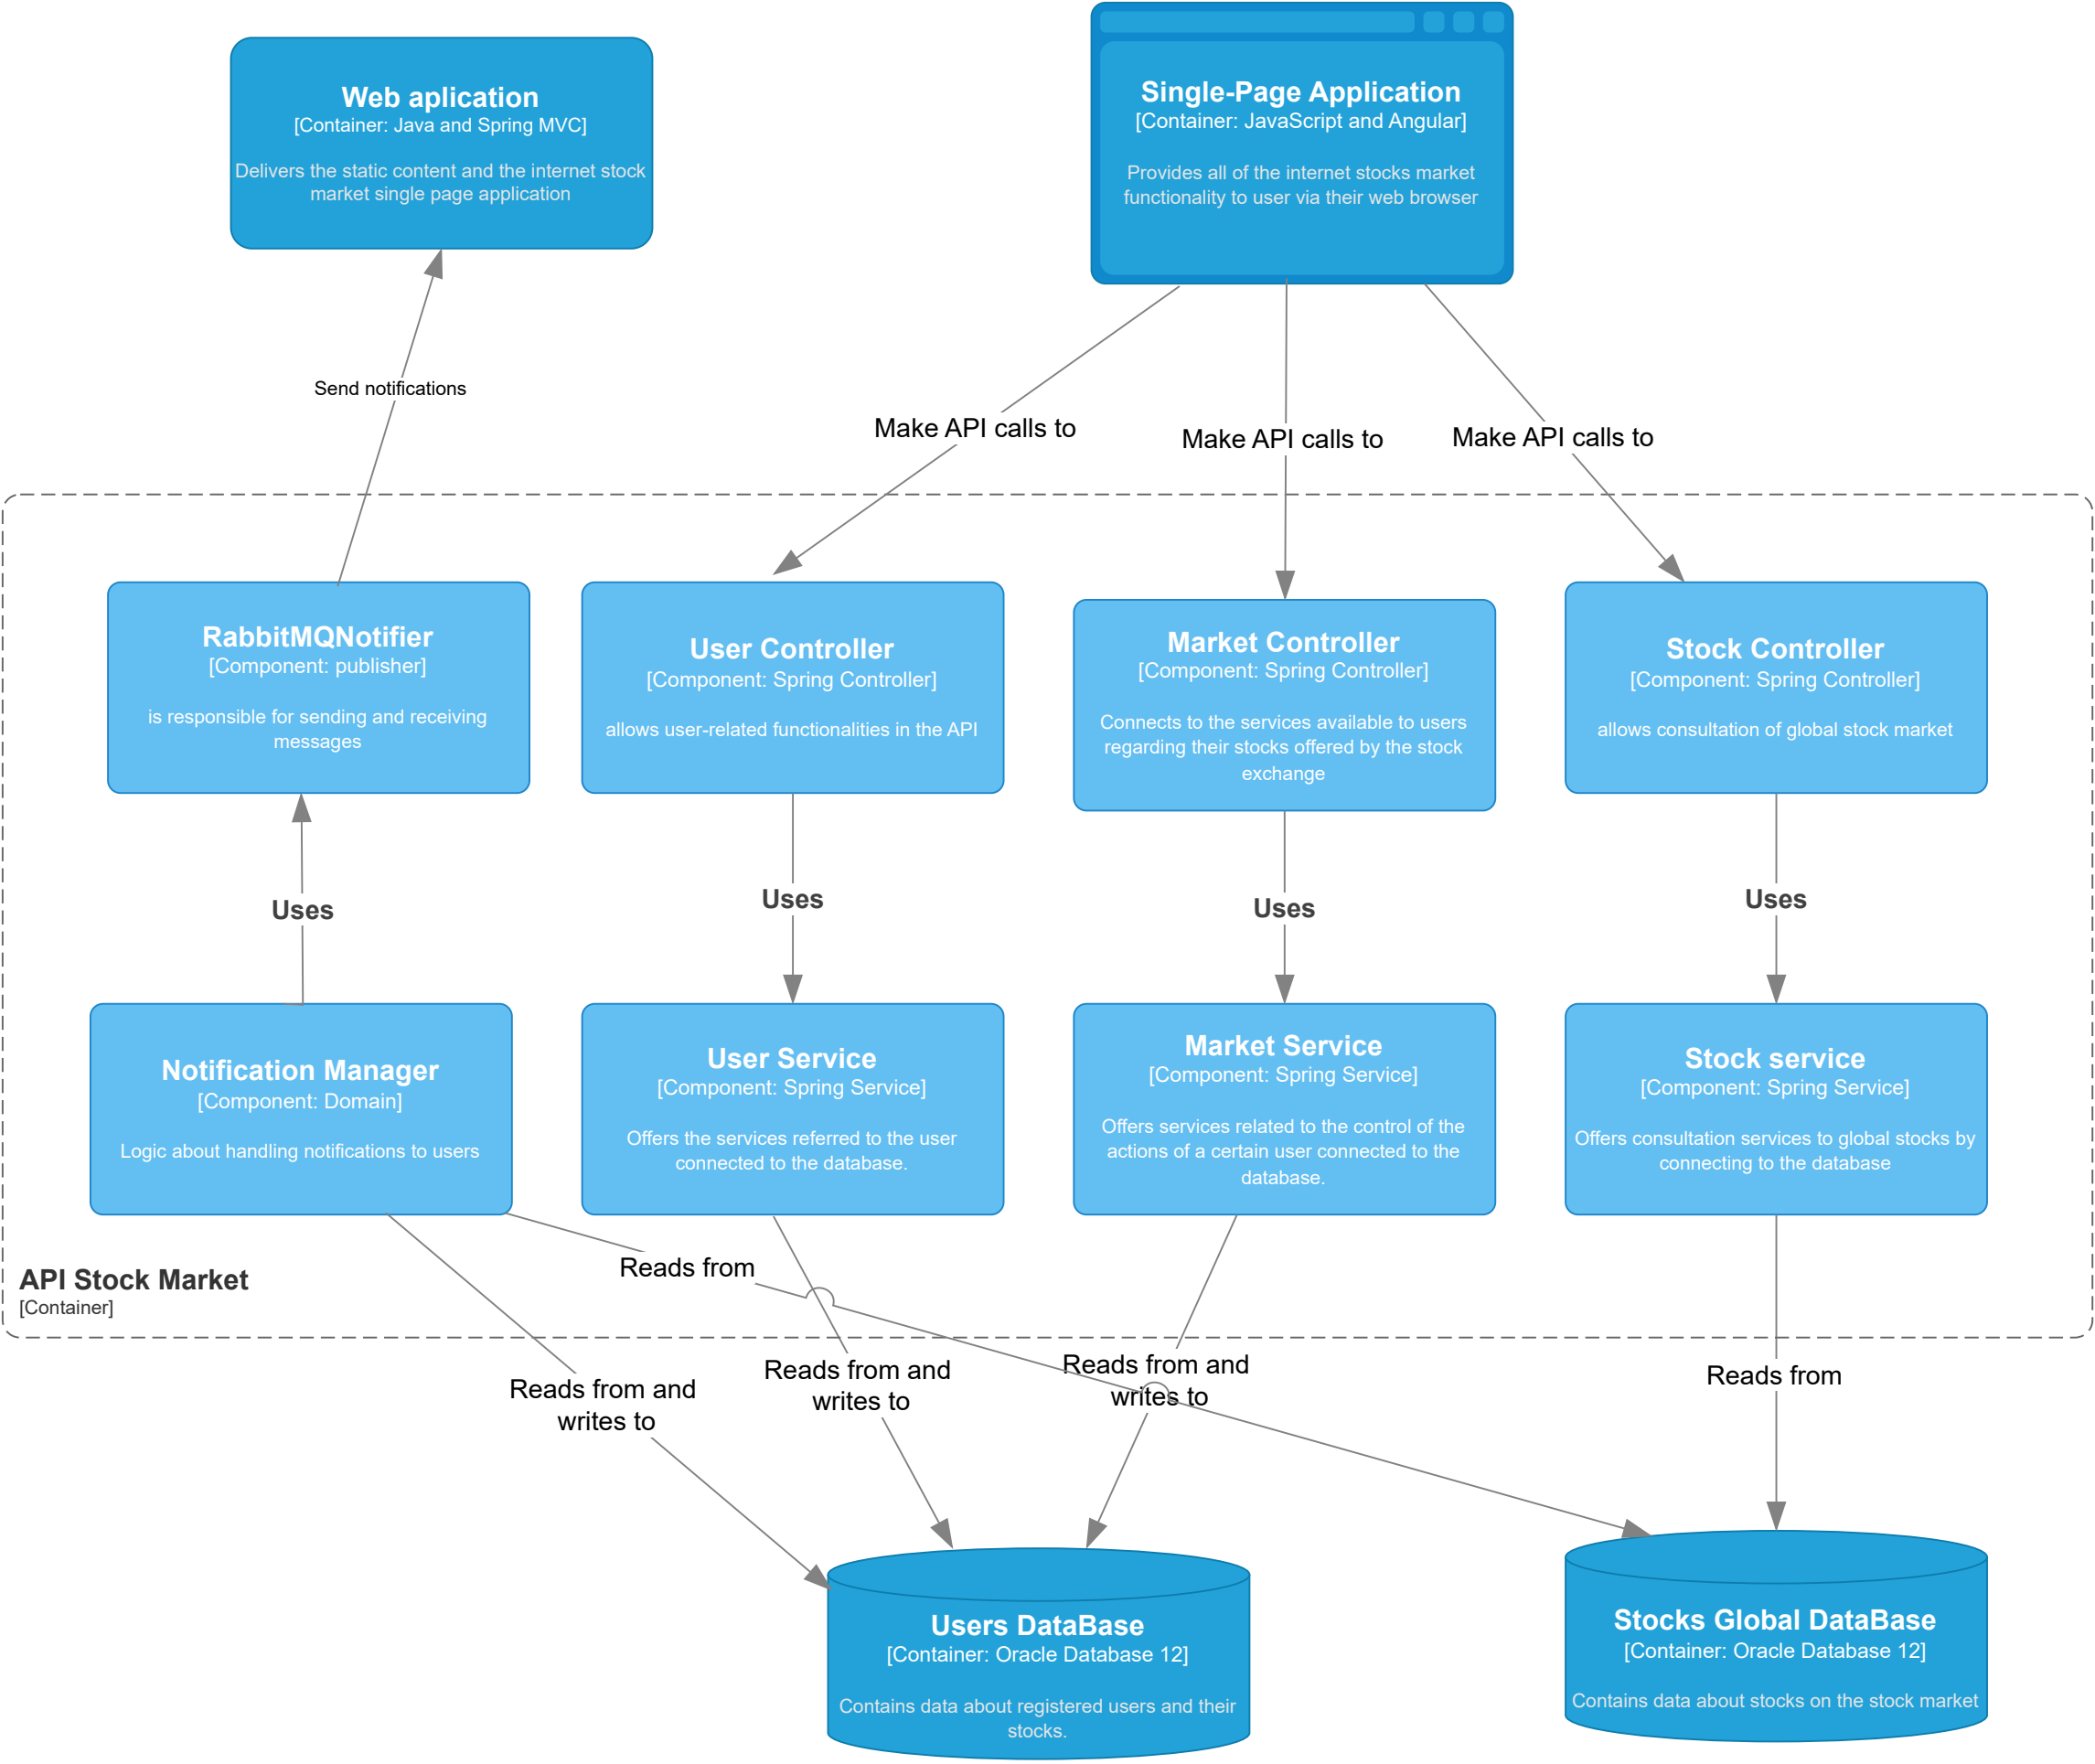 Web aplication
[Container: Java and Spring MVC]
Delivers the static content and the internet stock
market single page application
Single-Page Application
[Container: JavaScript and Angular]
Provides all of the internet stocks market
functionality to user via their web browser
Send notifications
Make API calls to
Make API calls to
Make API calls to
RabbitMQNotifier
[Component: publisher]
is responsible for sending and receiving
messages
User Controller
[Component: Spring Controller]
allows user-related functionalities in the API
Market Controller
[Component: Spring Controller]
Connects to the services available to users
regarding their stocks offered by the stock
exchange
Stock Controller
[Component: Spring Controller]
allows consultation of global stock market
Uses
Uses
Uses
Uses
Notification Manager
[Component: Domain]
Logic about handling notifications to users
User Service
[Component: Spring Service]
Offers the services referred to the user
connected to the database.
Market Service
[Component: Spring Service]
Offers services related to the control of the
actions of a certain user connected to the
database.
Stock service
[Component: Spring Service]
Offers consultation services to global stocks by
connecting to the database
API Stock Market
[Container]
Reads from
Reads from and
writes to
Reads from and
writes to
Reads from and
writes to
Reads from
Users DataBase
[Container: Oracle Database 12]
Contains data about registered users and their
stocks.
Stocks Global DataBase
[Container: Oracle Database 12]
Contains data about stocks on the stock market